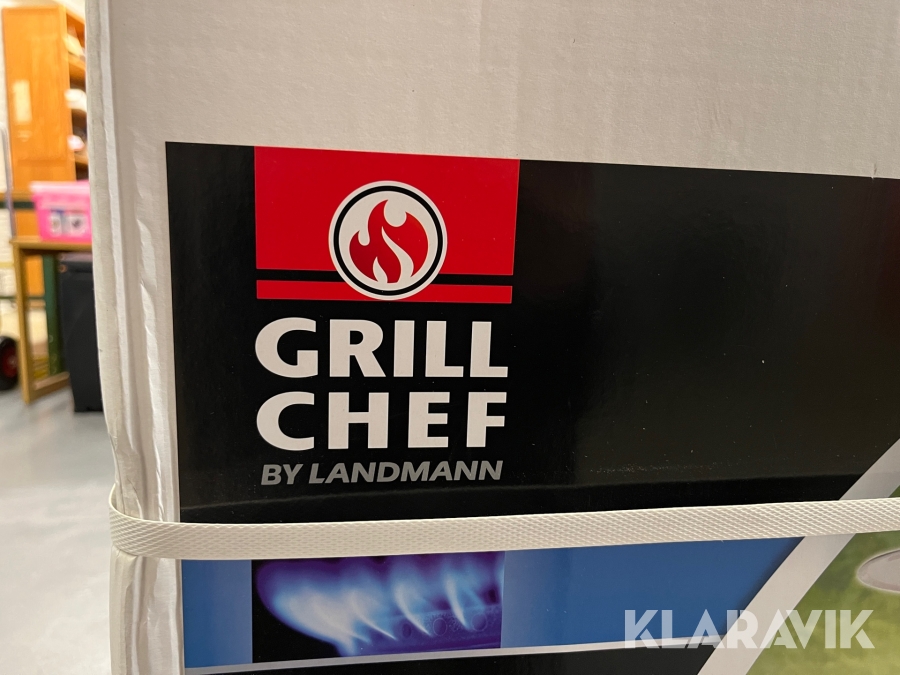 GRILL
CHEF
BY LANDMANN
KLARAVIK